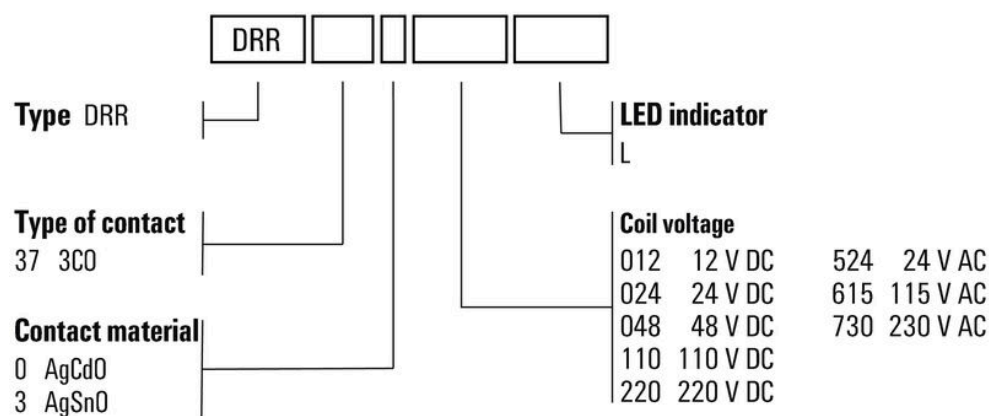 DRR
Type DRR
LED indicator
L
Type of contact
37 3CO
Contact material
0 AgCdO
3 AgSnO
Coil voltage
012 12 V DC 524 24 V AC
024 24 V DC 615 115 V AC
048 48 V DC 730 230 V AC
110 110 V DC
220 220 V DC